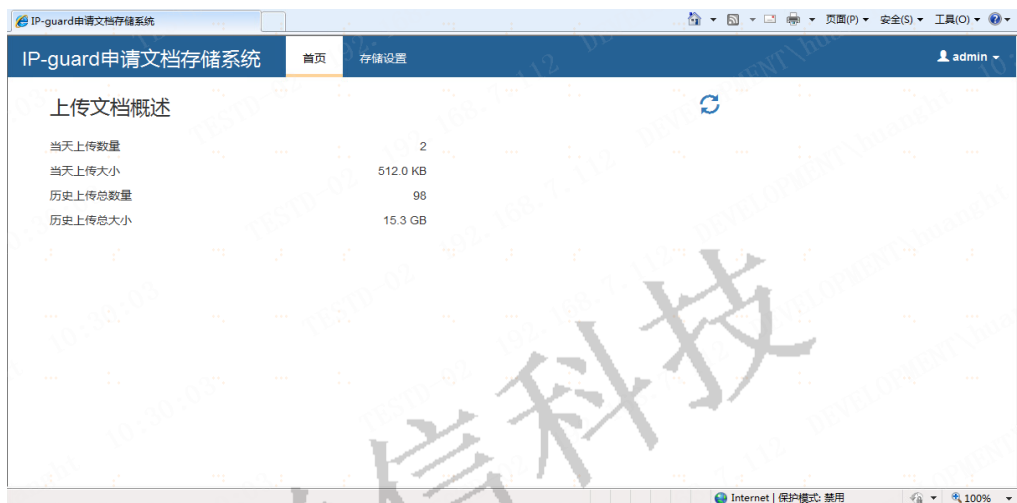 IP-guard申请文档存储系统
页面(P) 安全(S) 工具(O)
IP-guard申请文档存储系统 首页 存储设置 admin
上传文档概述
当天上传数量 2
当天上传大小 512.0 KB
历史上传总数量 98
历史上传总大小 15.3 GB
信科技
Internet | 保护模式: 禁用 100%